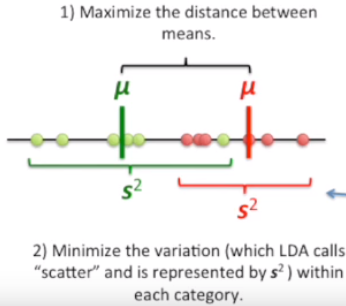 1) Maximize the distance between
means.
μ μ
s²
s²
2) Minimize the variation (which LDA calls
“scatter” and is represented by s² ) within
each category.